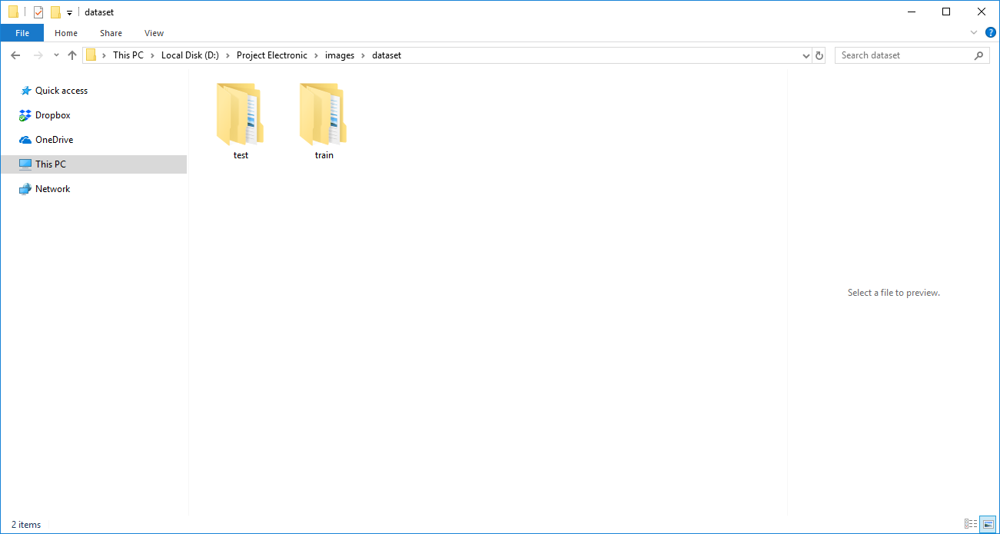 dataset
File Home Share View
This PC Local Disk (D:) Project Electronic images dataset Search dataset
Quick access
Dropbox
OneDrive
This PC
Network
test train
Select a file to preview.
2 items